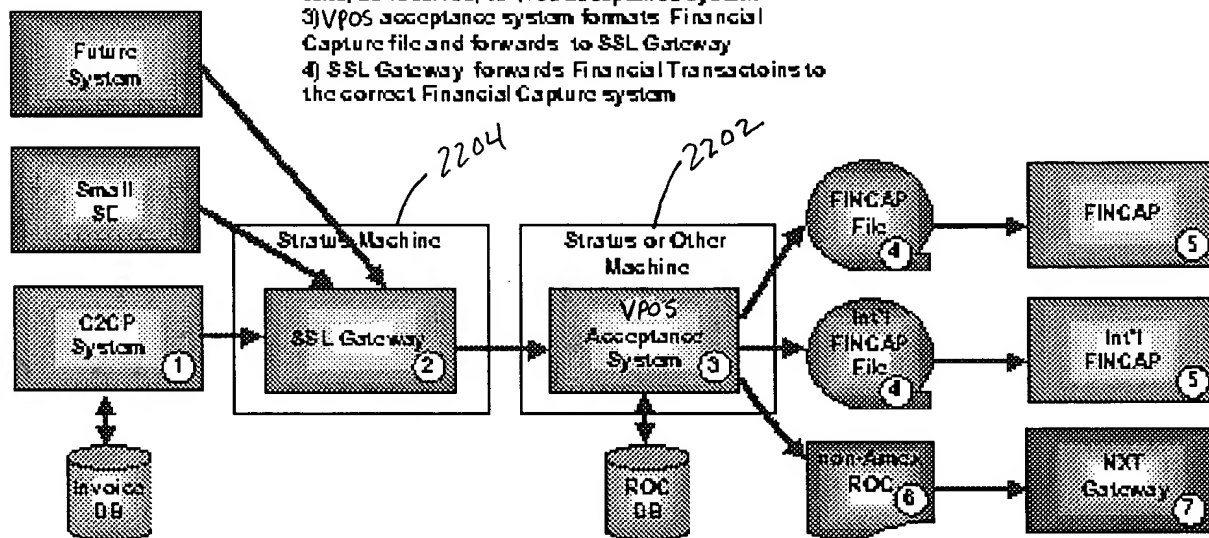 3)VPOS acceptance system formats Financial
Capture file and forwards to SSL Gateway
4) SSL Gateway forwards Financial Transactoins to
the correct Financial Capture system
Future
System
2204
2202
Small
SE
Stratus Machine
Stratus or Other
Machine
FINCAP
File
4
FINCAP
5
C2CP
System
1
SSL Gateway
2
VPOS
Acceptance
System
3
Int'l
FINCAP
File
4
Int'l
FINCAP
5
Invoice
DB
ROC
DB
non-Amex
ROC
6
NXT
Gateway
7